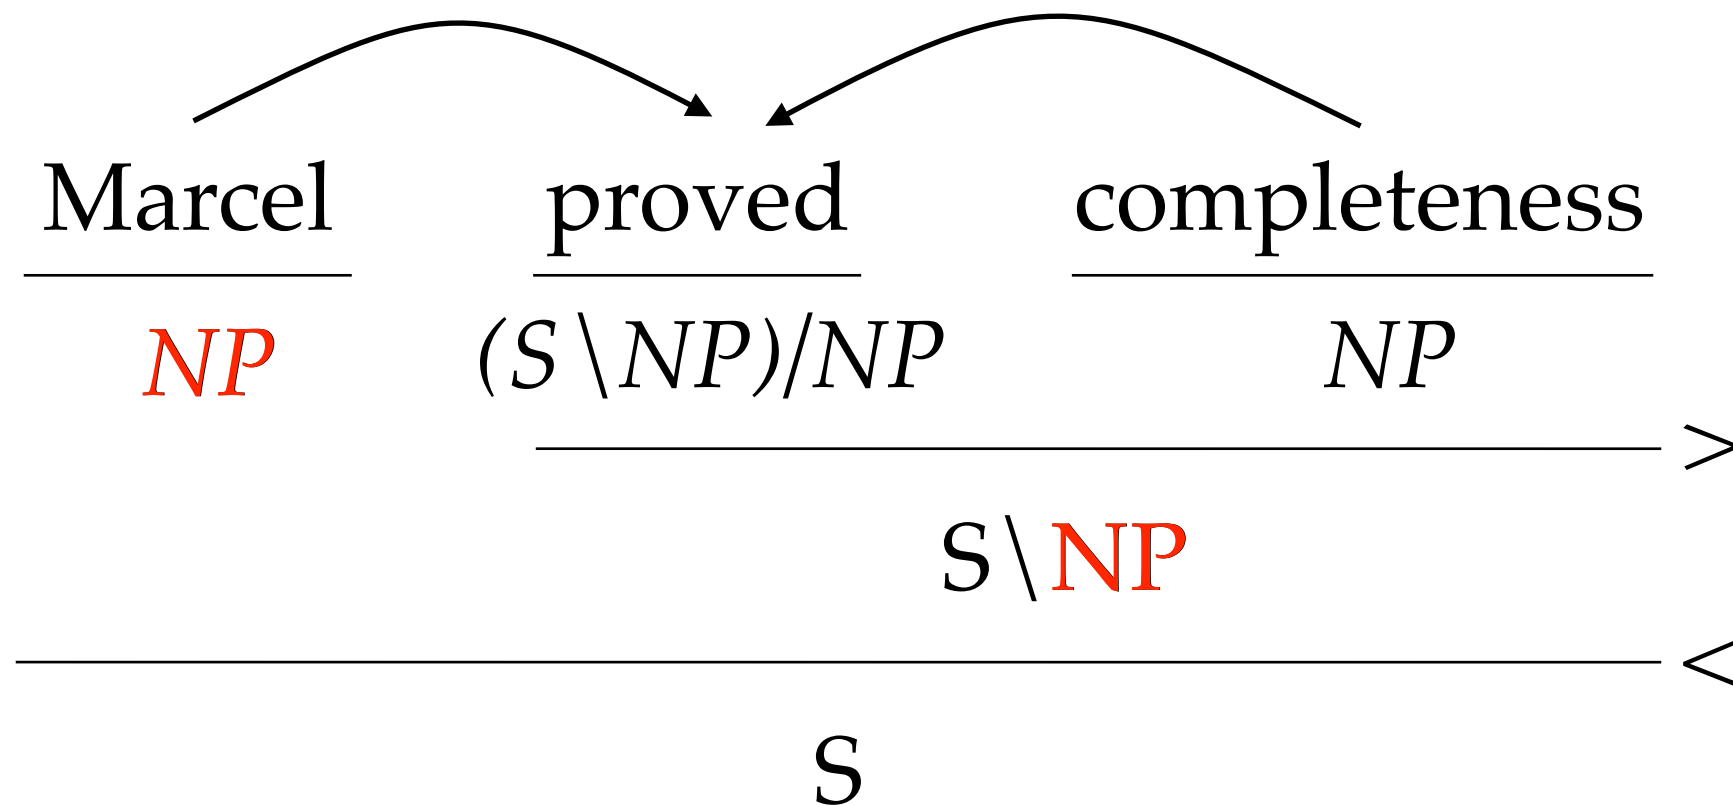 Marcel proved completeness
NP (S\NP)/NP NP
>
S\NP
<
S